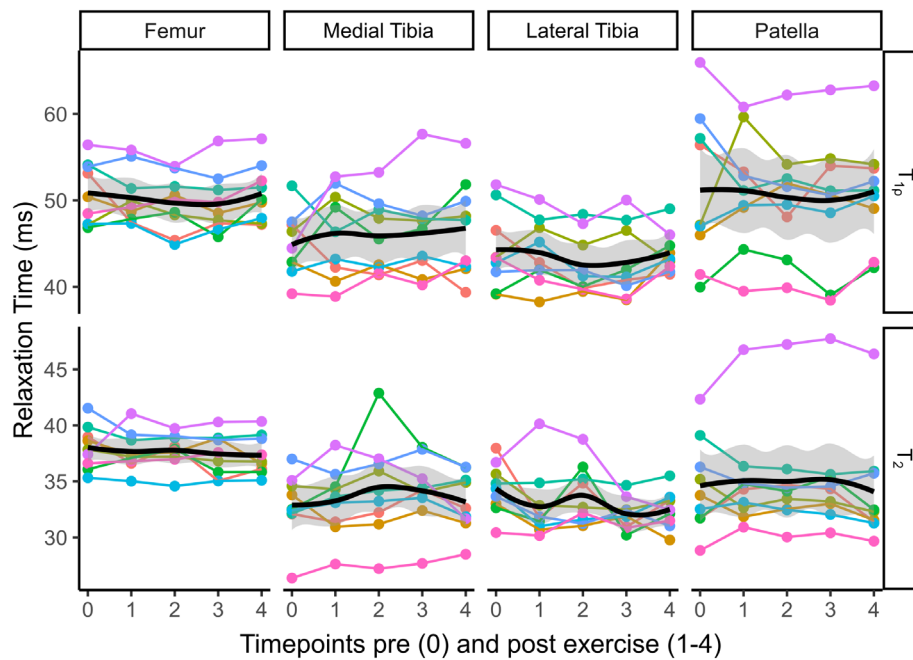 Femur Medial Tibia Lateral Tibia Patella
60
50
40
T1ρ
Relaxation Time (ms)
45
40
35
30
T2
0 1 2 3 4 0 1 2 3 4 0 1 2 3 4 0 1 2 3 4
Timepoints pre (0) and post exercise (1-4)